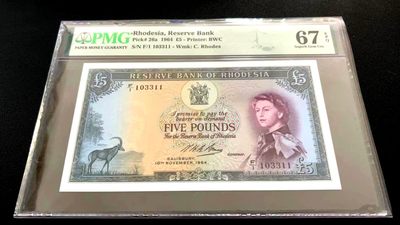 PMG
PAPER MONEY GUARANTY
Rhodesia, Reserve Bank
Pick# 26a 1964 £5 - Printer: BWC
S/N F/1 103311 - Wmk: C. Rhodes
67 EPQ
Superb Gem Unc
£5
RESERVE BANK OF RHODESIA
£5
F/1 103311
I promise to pay the
bearer on demand
FIVE POUNDS
For the Reserve Bank of Rhodesia
SALISBURY,
10TH NOVEMBER, 1964.
GOVERNOR.
F/1 103311
£5